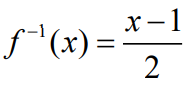 f⁻¹(x) = (x−1)/2